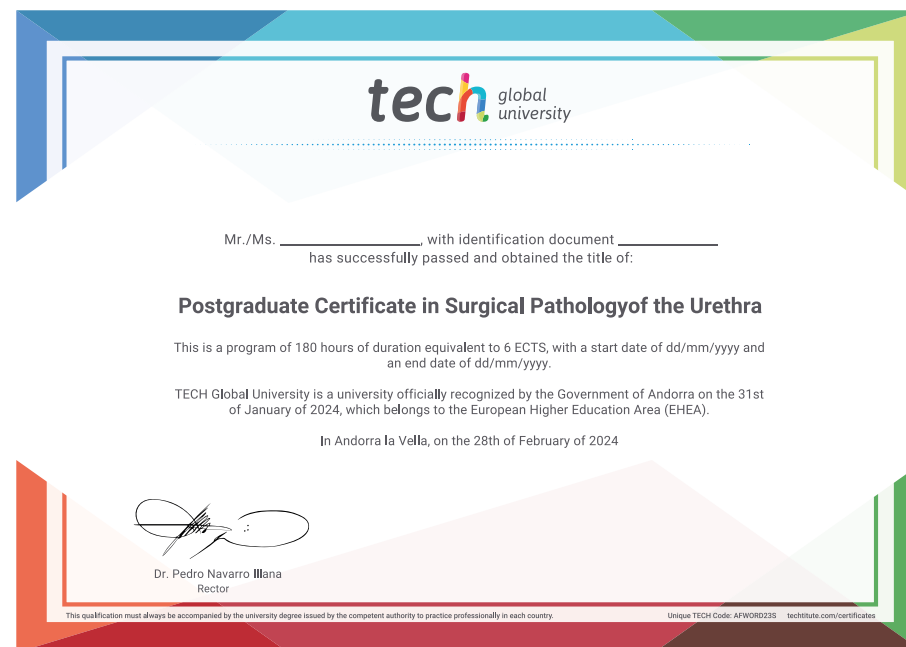 tech global university
Mr./Ms. ____________, with identification document ____________
has successfully passed and obtained the title of:
Postgraduate Certificate in Surgical Pathologyof the Urethra
This is a program of 180 hours of duration equivalent to 6 ECTS, with a start date of dd/mm/yyyy and
an end date of dd/mm/yyyy.
TECH Global University is a university officially recognized by the Government of Andorra on the 31st
of January of 2024, which belongs to the European Higher Education Area (EHEA).
In Andorra la Vella, on the 28th of February of 2024
Dr. Pedro Navarro Illana
Rector
This qualification must always be accompanied by the university degree issued by the competent authority to practice professionally in each country.
Unique TECH Code: AFWORD23S techtitute.com/certificates